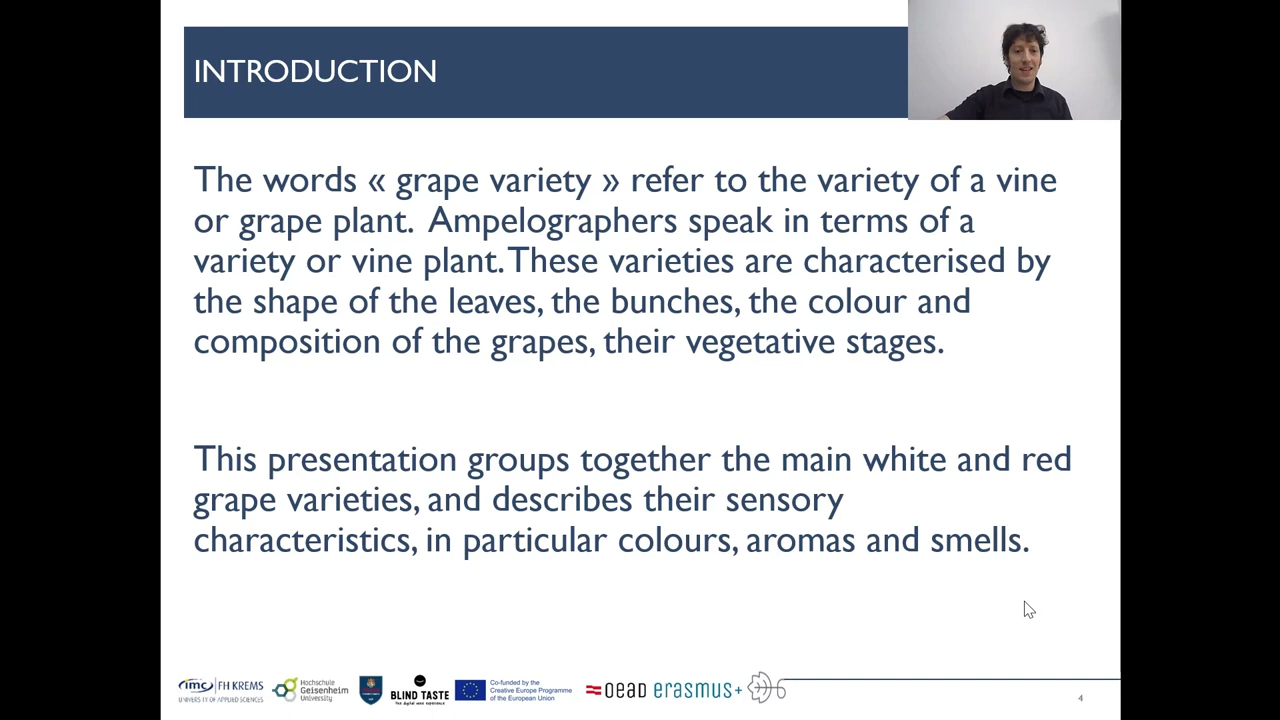 INTRODUCTION
The words « grape variety » refer to the variety of a vine
or grape plant. Ampelographers speak in terms of a
variety or vine plant. These varieties are characterised by
the shape of the leaves, the bunches, the colour and
composition of the grapes, their vegetative stages.
This presentation groups together the main white and red
grape varieties, and describes their sensory
characteristics, in particular colours, aromas and smells.
imc FH KREMS
UNIVERSITY OF APPLIED SCIENCES
Hochschule
Geisenheim
University
BLIND TASTE
Co-funded by the
Creative Europe Programme
of the European Union
OEAD erasmus+
4